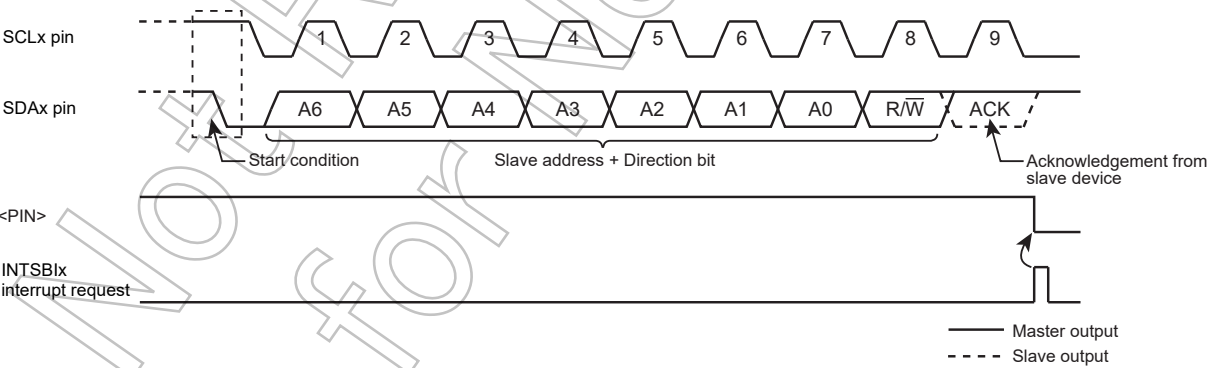 SCLx pin
1 2 3 4 5 6 7 8 9
SDAx pin
A6 A5 A4 A3 A2 A1 A0 R/W̅ ACK
Start condition
Slave address + Direction bit
Acknowledgement from
slave device
<PIN>
INTSBIx
interrupt request
Master output
Slave output